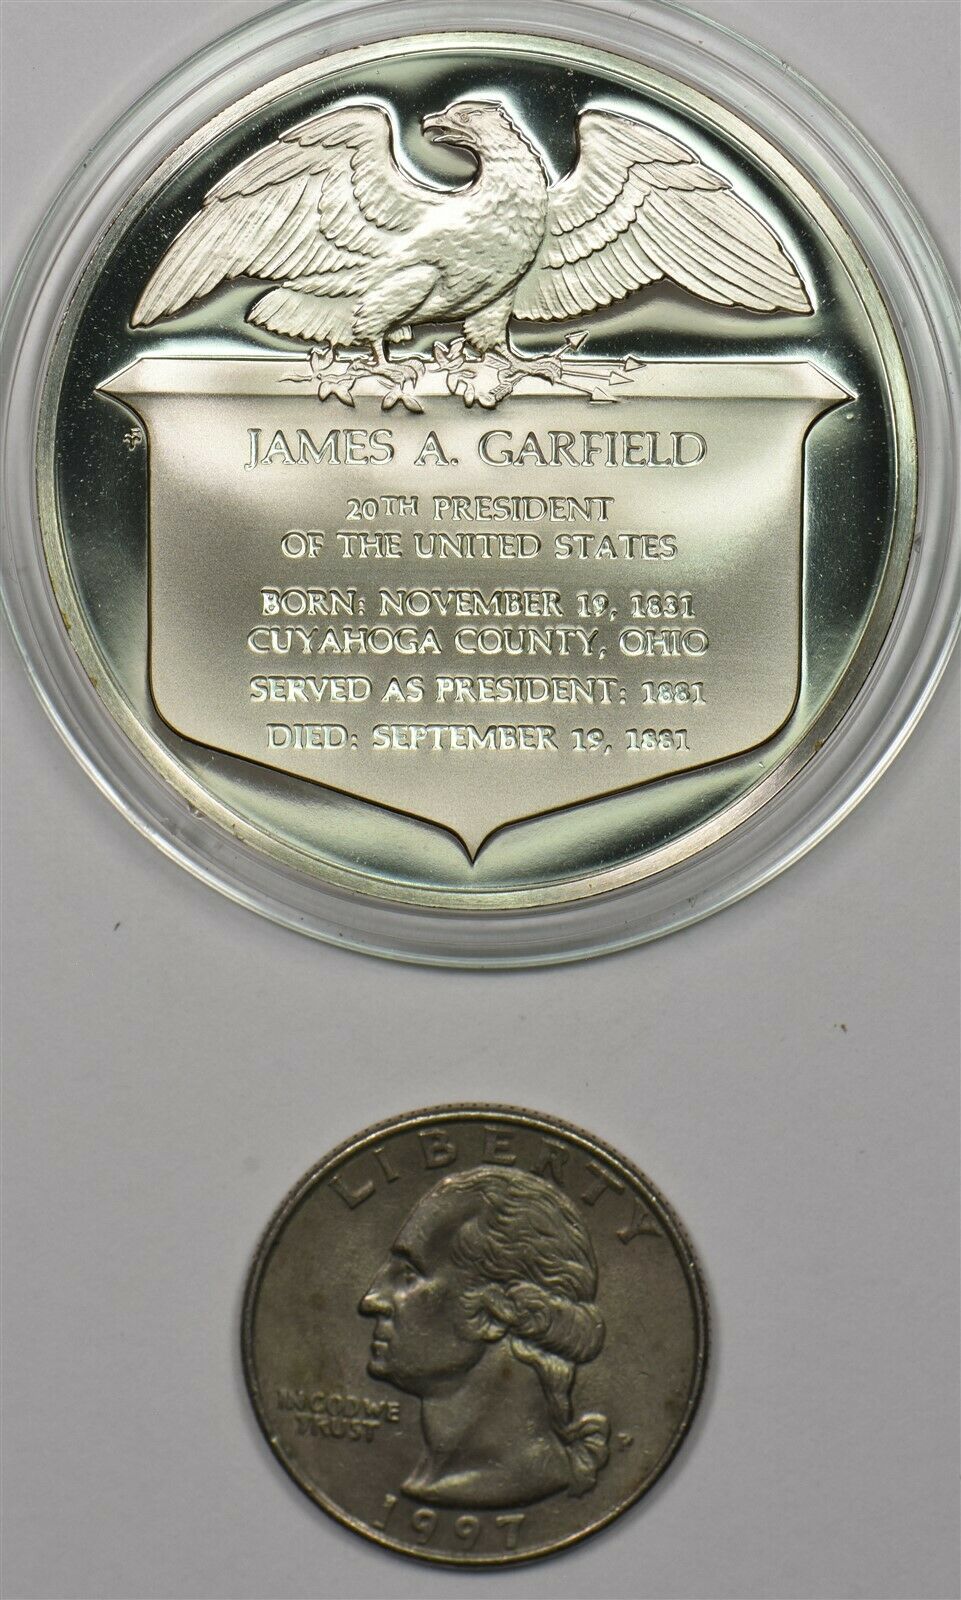 JAMES A. GARFIELD
20TH PRESIDENT
OF THE UNITED STATES
BORN: NOVEMBER 19, 1831
CUYAHOGA COUNTY, OHIO
SERVED AS PRESIDENT: 1881
DIED: SEPTEMBER 19, 1881
LIBERTY
IN GOD WE
TRUST
P
1997